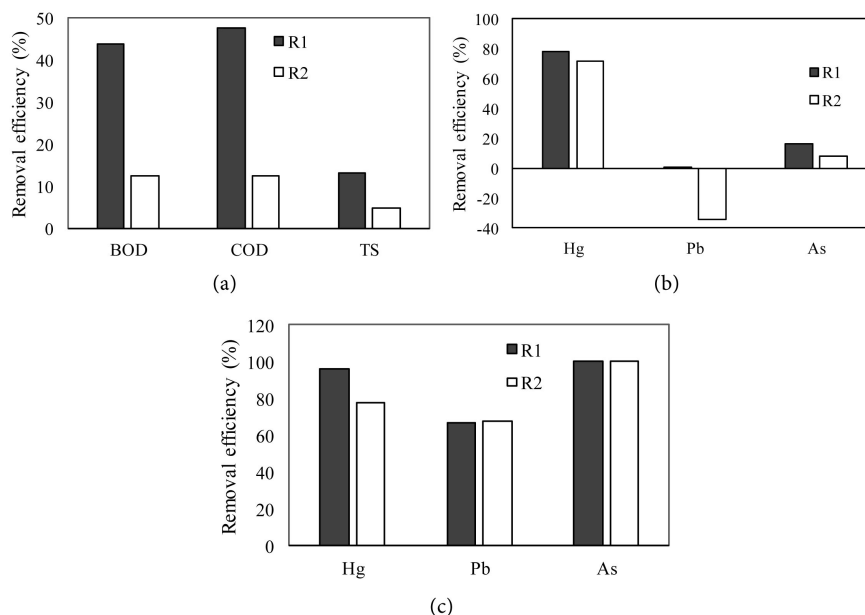 Removal efficiency (%)
50
40
30
20
10
0
R1
R2
BOD COD TS
(a)
Removal efficiency (%)
100
80
60
40
20
0
-20
-40
R1
R2
Hg Pb As
(b)
Removal efficiency (%)
120
100
80
60
40
20
0
R1
R2
Hg Pb As
(c)